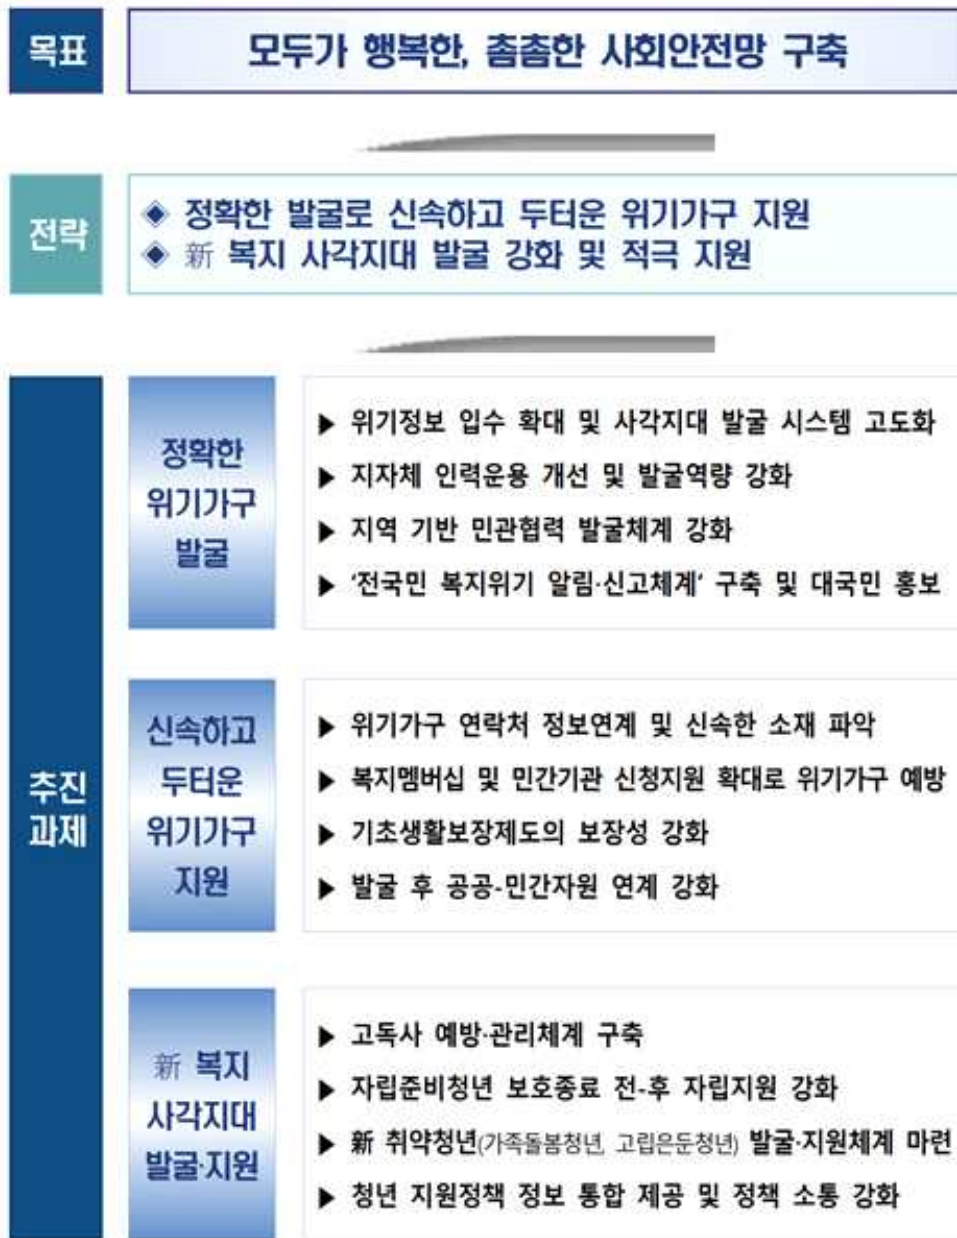 목표
모두가 행복한, 촘촘한 사회안전망 구축
전략
◈ 정확한 발굴로 신속하고 두터운 위기가구 지원
◈ 新 복지 사각지대 발굴 강화 및 적극 지원
추진
과제
정확한
위기가구
발굴
▶ 위기정보 입수 확대 및 사각지대 발굴 시스템 고도화
▶ 지자체 인력운용 개선 및 발굴역량 강화
▶ 지역 기반 민관협력 발굴체계 강화
▶ ‘전국민 복지위기 알림·신고체계’ 구축 및 대국민 홍보
신속하고
두터운
위기가구
지원
▶ 위기가구 연락처 정보연계 및 신속한 소재 파악
▶ 복지멤버십 및 민간기관 신청지원 확대로 위기가구 예방
▶ 기초생활보장제도의 보장성 강화
▶ 발굴 후 공공-민간자원 연계 강화
新 복지
사각지대
발굴·지원
▶ 고독사 예방·관리체계 구축
▶ 자립준비청년 보호종료 전-후 자립지원 강화
▶ 新 취약청년(가족돌봄청년, 고립은둔청년) 발굴·지원체계 마련
▶ 청년 지원정책 정보 통합 제공 및 정책 소통 강화